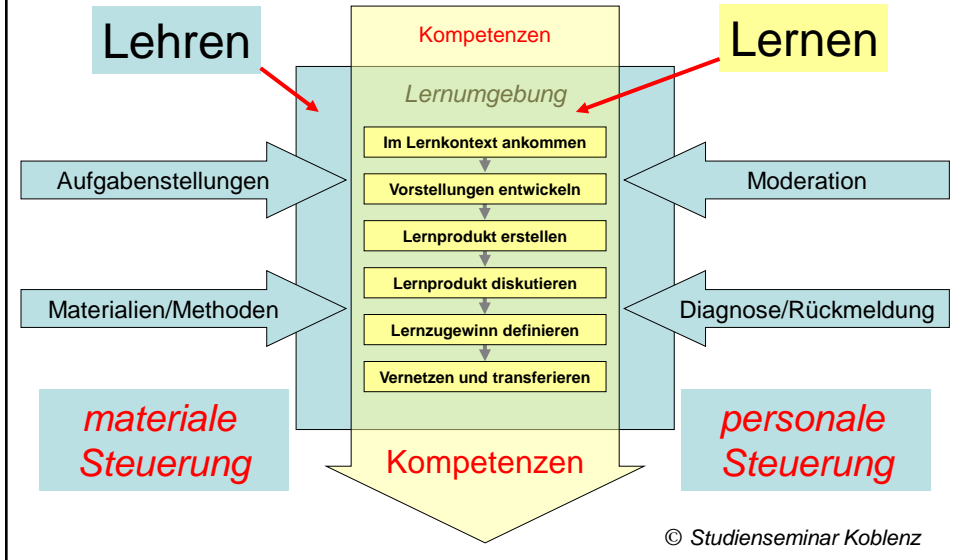 Lehren
Kompetenzen
Lernen
Lernumgebung
Im Lernkontext ankommen
Aufgabenstellungen
Vorstellungen entwickeln
Moderation
Lernprodukt erstellen
Lernprodukt diskutieren
Materialien/Methoden
Diagnose/Rückmeldung
Lernzugewinn definieren
Vernetzen und transferieren
materiale
Steuerung
Kompetenzen
personale
Steuerung
© Studienseminar Koblenz